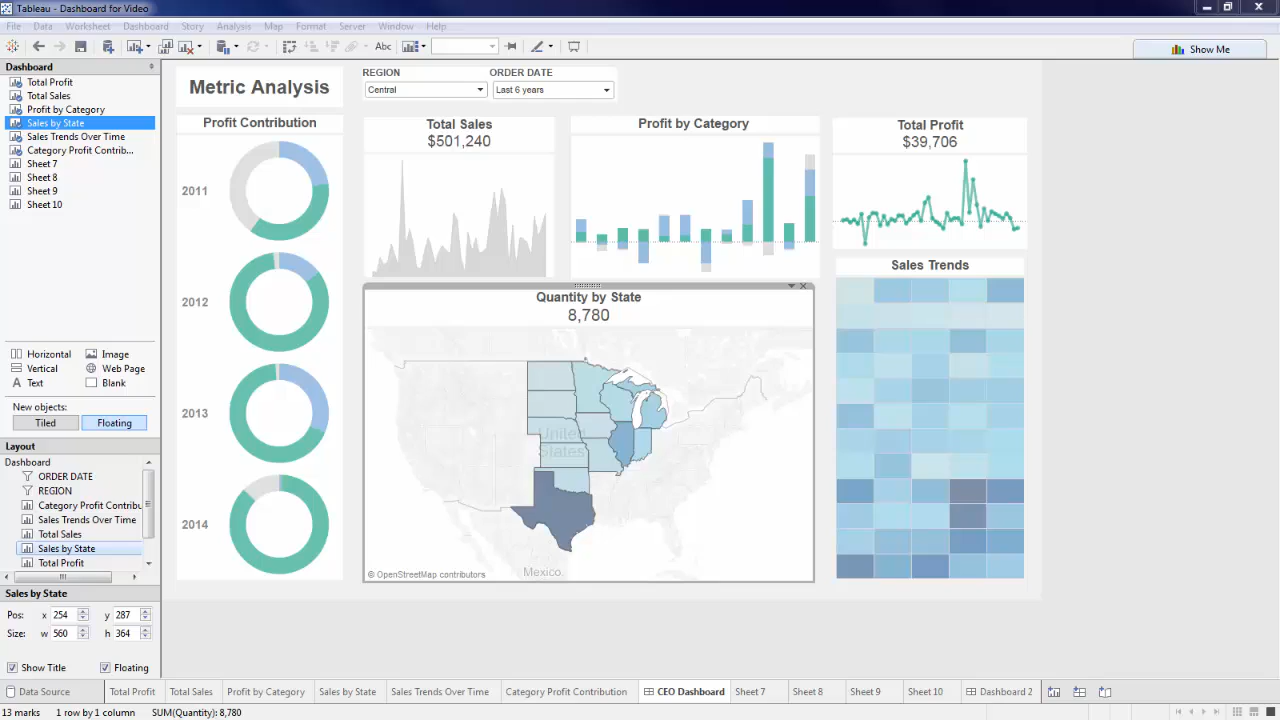 Tableau - Dashboard for Video
File Data Worksheet Dashboard Story Analysis Map Format Server Window Help
Abc
Show Me
Dashboard
Total Profit
Total Sales
Profit by Category
Sales by State
Sales Trends Over Time
Category Profit Contrib...
Sheet 7
Sheet 8
Sheet 9
Sheet 10
Horizontal Image
Vertical Web Page
A Text Blank
New objects:
Tiled Floating
Layout
Dashboard
ORDER DATE
REGION
Category Profit Contribu
Sales Trends Over Time
Total Sales
Sales by State
Total Profit
Sales by State
Pos: x 254 y 287
Size: w 560 h 364
Show Title Floating
Metric Analysis
REGION
Central
ORDER DATE
Last 6 years
Profit Contribution
2011
2012
2013
2014
Total Sales
$501,240
Profit by Category
Total Profit
$39,706
Quantity by State
8,780
United
States
Mexico
© OpenStreetMap contributors
Sales Trends
Data Source Total Profit Total Sales Profit by Category Sales by State Sales Trends Over Time Category Profit Contribution CEO Dashboard Sheet 7 Sheet 8 Sheet 9 Sheet 10 Dashboard 2
13 marks 1 row by 1 column SUM(Quantity): 8,780